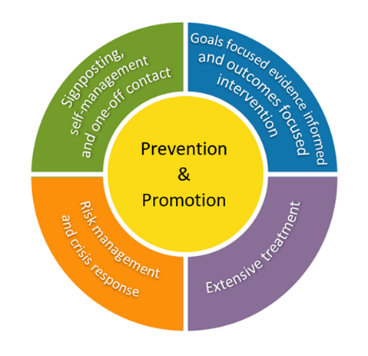 Signposting,
self-management
and one-off contact
Goals focused evidence informed
and outcomes focused
intervention
Prevention
&
Promotion
Risk management
and crisis response
Extensive treatment